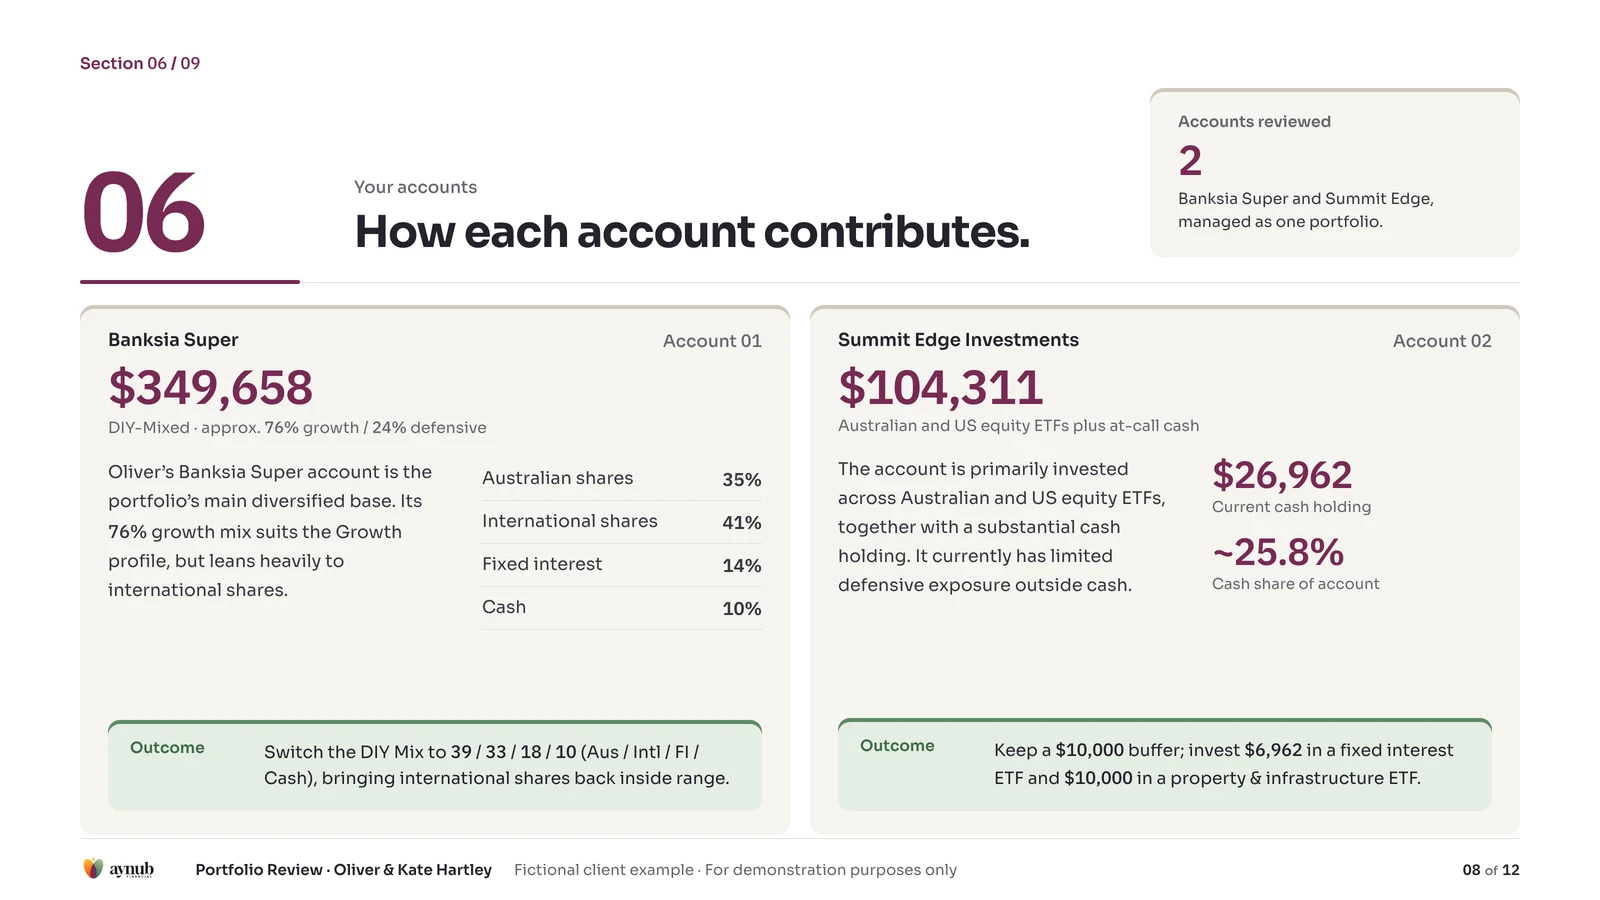 Section 06 / 09
Accounts reviewed
2
Banksia Super and Summit Edge,
managed as one portfolio.
06
Your accounts
How each account contributes.
Banksia Super
Account 01
$349,658
DIY-Mixed · approx. 76% growth / 24% defensive
Oliver’s Banksia Super account is the
portfolio’s main diversified base. Its
76% growth mix suits the Growth
profile, but leans heavily to
international shares.
Australian shares 35%
International shares 41%
Fixed interest 14%
Cash 10%
Outcome
Switch the DIY Mix to 39 / 33 / 18 / 10 (Aus / Intl / FI /
Cash), bringing international shares back inside range.
Summit Edge Investments
Account 02
$104,311
Australian and US equity ETFs plus at-call cash
The account is primarily invested
across Australian and US equity ETFs,
together with a substantial cash
holding. It currently has limited
defensive exposure outside cash.
$26,962
Current cash holding
~25.8%
Cash share of account
Outcome
Keep a $10,000 buffer; invest $6,962 in a fixed interest
ETF and $10,000 in a property & infrastructure ETF.
aynub
FINANCIAL
Portfolio Review · Oliver & Kate Hartley
Fictional client example · For demonstration purposes only
08 of 12